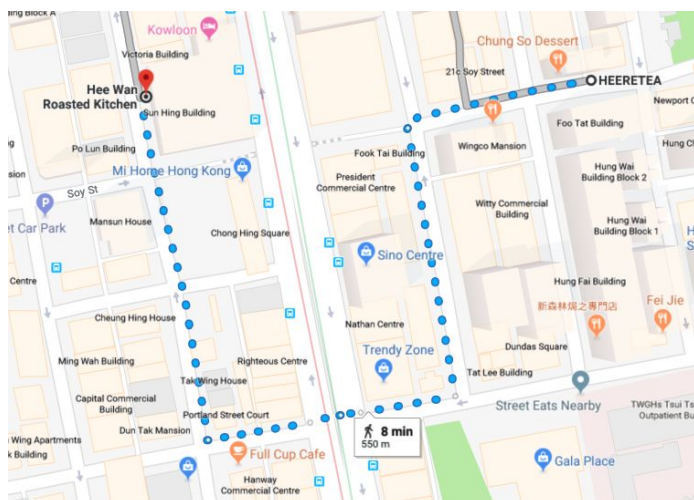 ing Block A
Kowloon
Victoria Building
Hee Wan
Roasted Kitchen
Sun Hing Building
Po Lun Building
Mi Home Hong Kong
Soy St
et Car Park
Mansun House
Chong Hing Square
Centre
Cheung Hing House
Ming Wah Building
Righteous Centre
Tak Wing House
Capital Commercial
Building
Portland Street Court
Dun Tak Mansion
n Wing Apartments
k Building
Full Cup Cafe
Hanway
Commercial Centre
Chung So Dessert
21c Soy Street
HEERETEA
Newport C
Foo Tat Building
Wingco Mansion
Fook Tai Building
Hung C
President
Commercial Centre
Hung Wai
Building Block 2
Witty Commercial
Building
Hung Wai
Building Block 1
H
S
Sino Centre
Hung Fai Building
新森林焗之專門店
Fei Jie
Nathan Centre
Trendy Zone
Dundas Square
Tat Lee Building
Street Eats Nearby
TWGHs Tsui Ts
Outpatient Bu
8 min
550 m
Gala Place
P